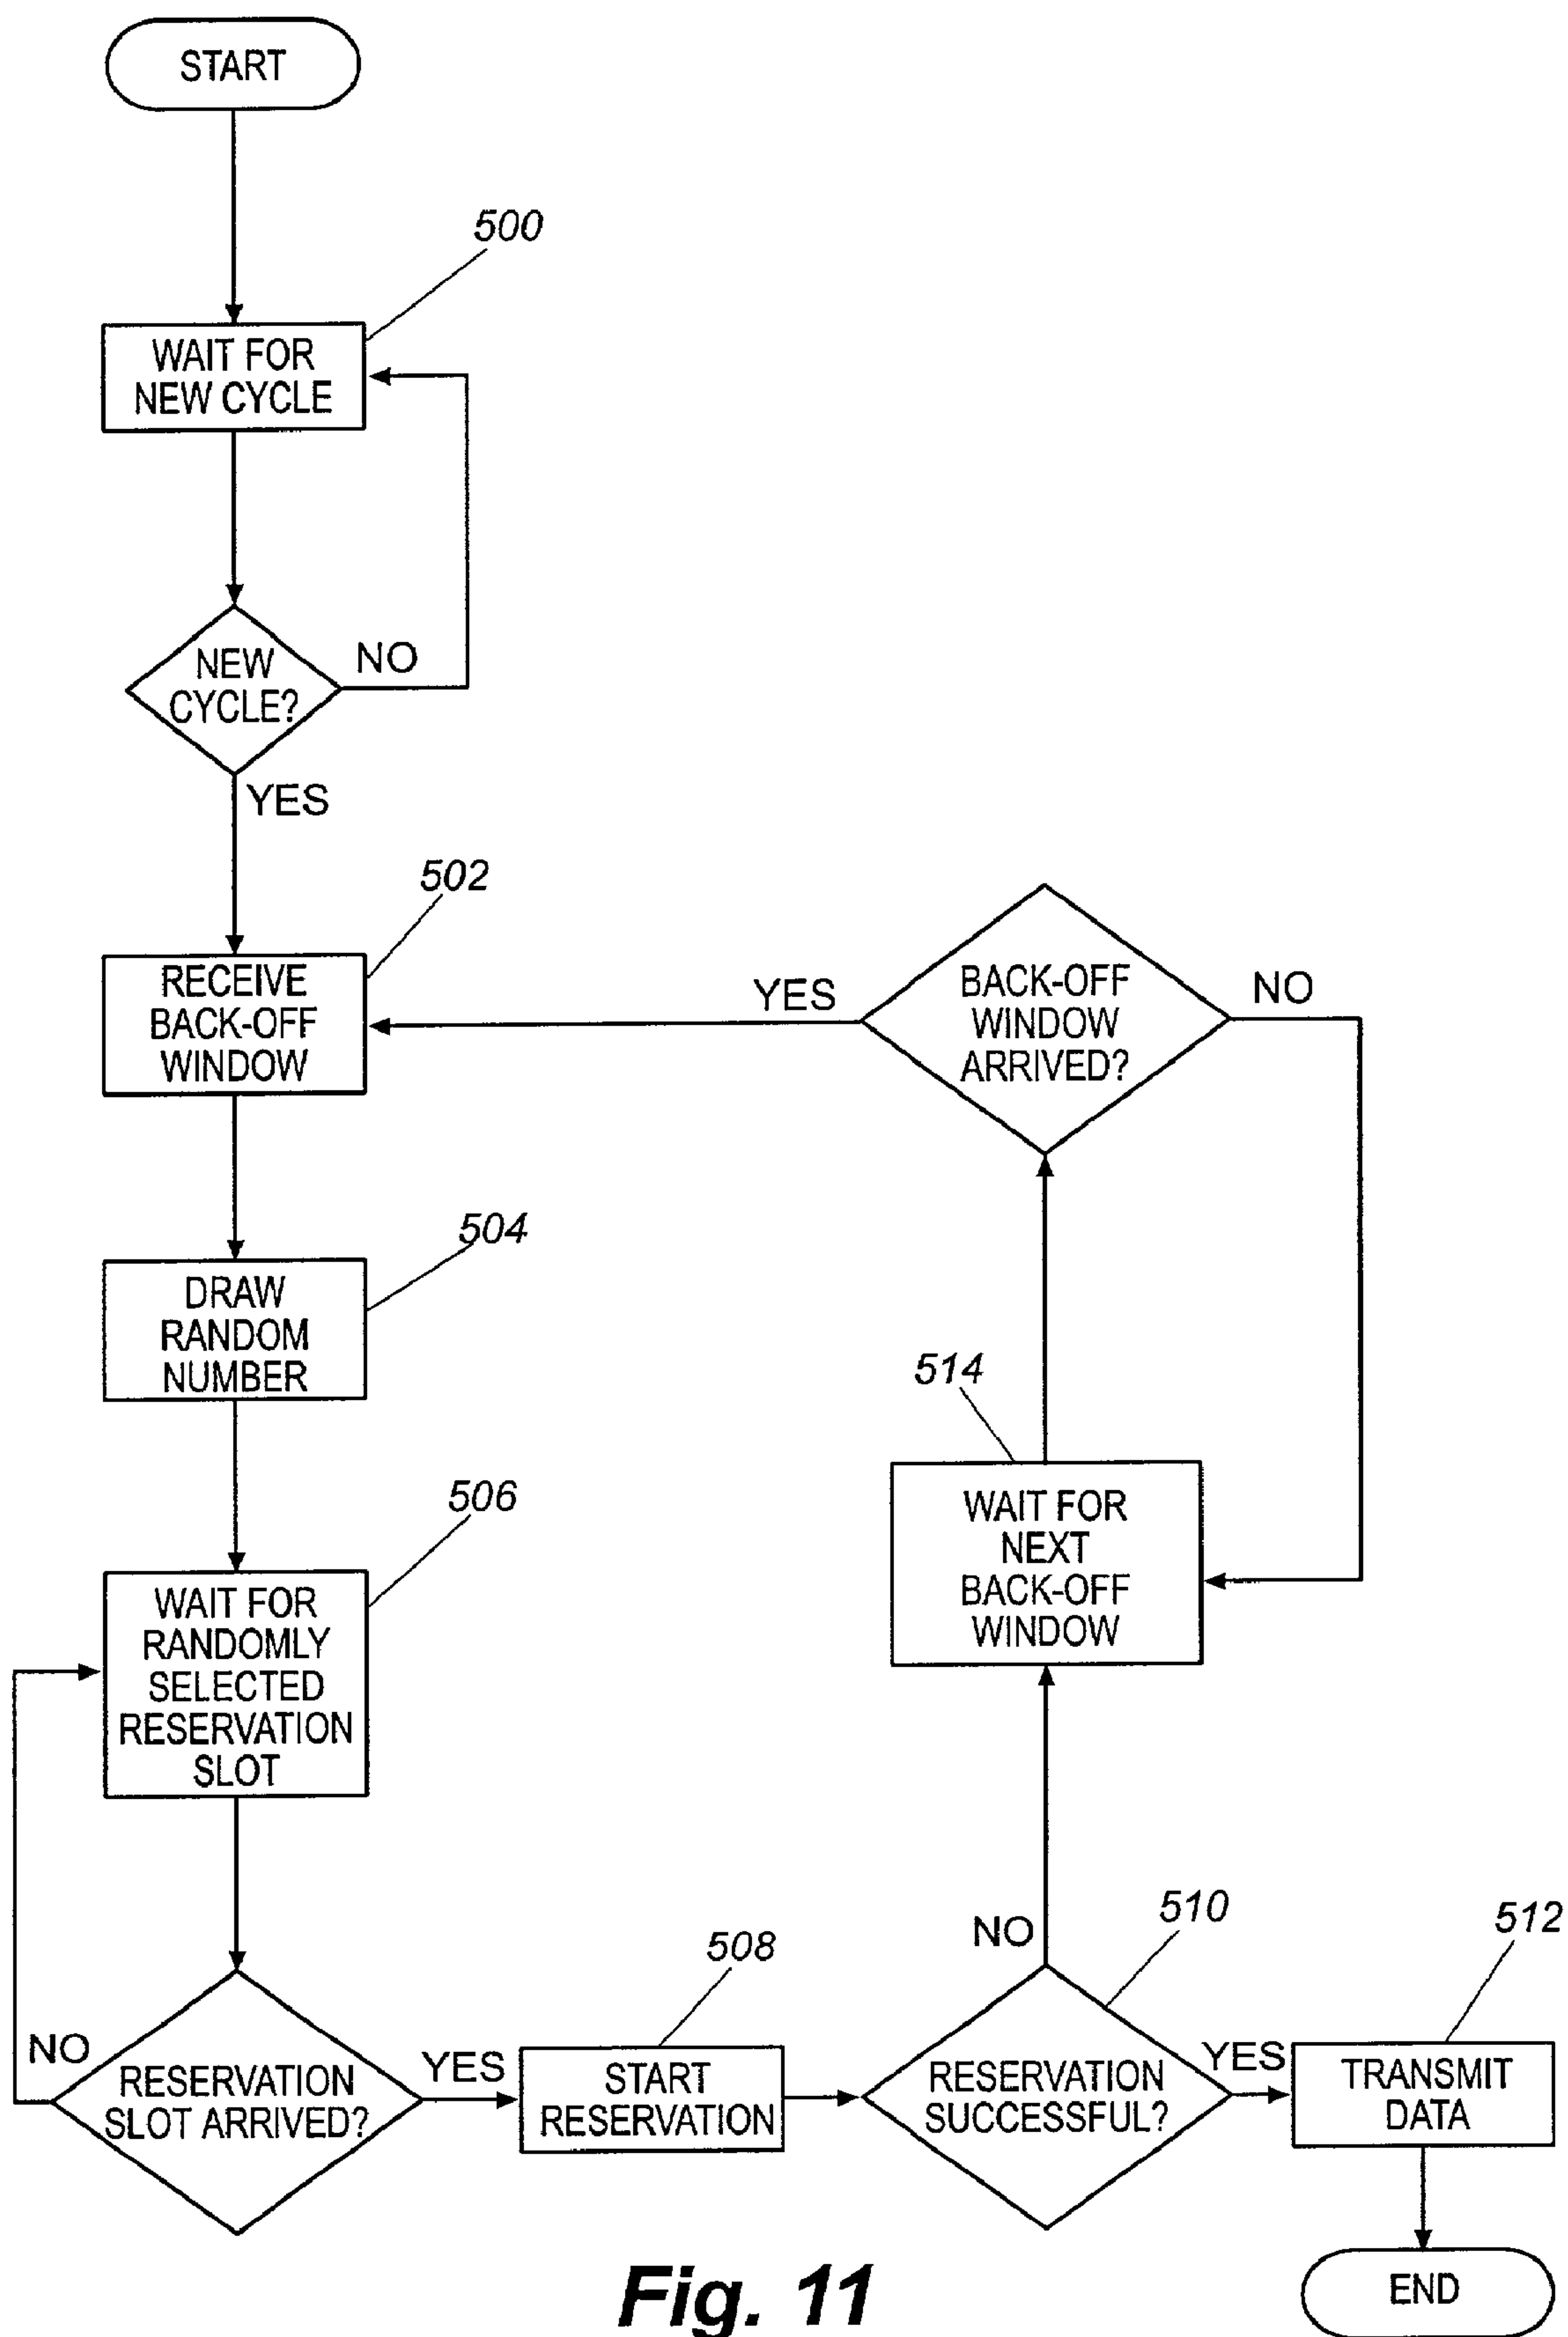 START
500
WAIT FOR
NEW CYCLE
NEW
CYCLE?
NO
YES
502
RECEIVE
BACK-OFF
WINDOW
YES
BACK-OFF
WINDOW
ARRIVED?
NO
504
DRAW
RANDOM
NUMBER
514
WAIT FOR
NEXT
BACK-OFF
WINDOW
506
WAIT FOR
RANDOMLY
SELECTED
RESERVATION
SLOT
NO
RESERVATION
SLOT ARRIVED?
YES
508
START
RESERVATION
NO
510
RESERVATION
SUCCESSFUL?
YES
512
TRANSMIT
DATA
END
Fig. 11